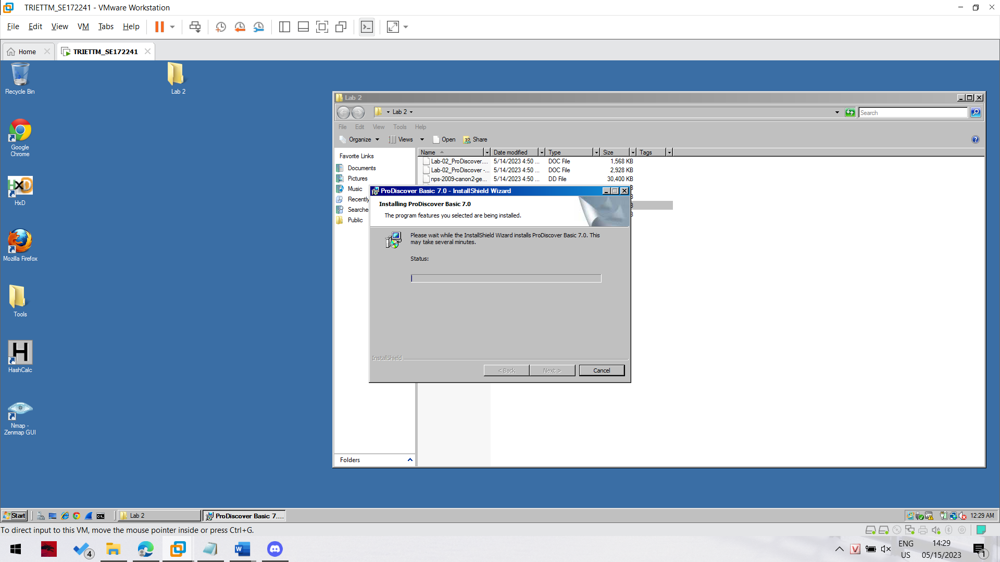 TRIETTM_SE172241 - VMware Workstation
File Edit View VM Tabs Help
Home TRIETTM_SE172241
Recycle Bin
Lab 2
Google
Chrome
HxD
Mozilla Firefox
Tools
HashCalc
Nmap -
Zenmap GUI
Lab 2
Lab 2
Search
File Edit View Tools Help
Organize Views Open Share
Favorite Links
Documents
Pictures
Music
Recently
Searche
Public
Folders
Name Date modified Type Size Tags
Lab-02_ProDiscover.... 5/14/2023 4:50 ... DOC File 1,568 KB
Lab-02_ProDiscover -... 5/14/2023 4:50 ... DOC File 2,928 KB
nps-2009-canon2-ge... 5/14/2023 4:50 ... DD File 30,400 KB
ProDiscover Basic 7.0 - InstallShield Wizard
Installing ProDiscover Basic 7.0
The program features you selected are being installed.
Please wait while the InstallShield Wizard installs ProDiscover Basic 7.0. This
may take several minutes.
Status:
InstallShield
< Back Next > Cancel
Start Lab 2 ProDiscover Basic 7.... 12:29 AM
To direct input to this VM, move the mouse pointer inside or press Ctrl+G.
4
ENG
US
14:29
05/15/2023
1